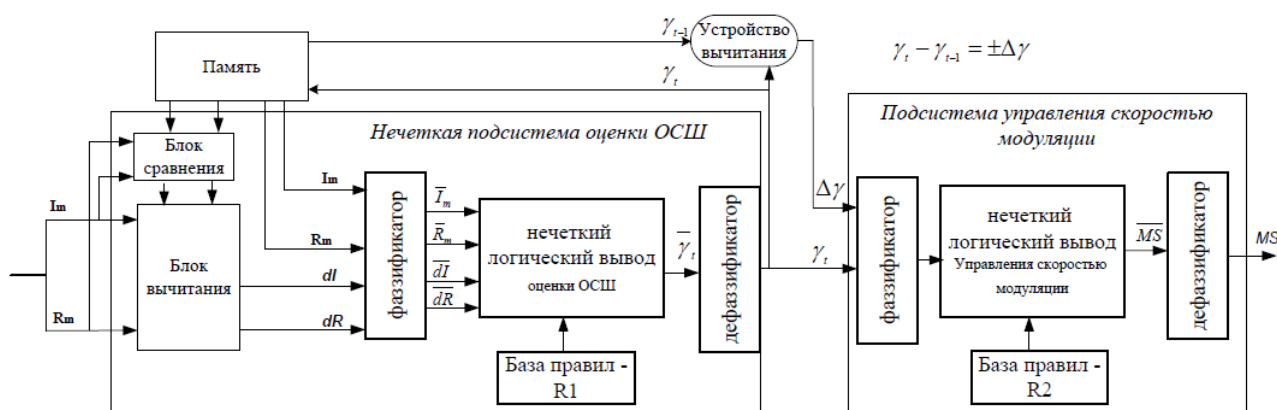 Память
γₜ₋₁
Устройство
вычитания
γₜ − γₜ₋₁ = ±Δγ
γₜ
Нечеткая подсистема оценки ОСШ
Подсистема управления скоростью
модуляции
Блок
сравнения
Im
Rm
Блок
вычитания
Im
Rm
dI
dR
фаззификатор
I̅ₘ
R̅ₘ
d̅I̅
d̅R̅
нечеткий
логический вывод
оценки ОСШ
γ̅ₜ
дефаззификатор
База правил -
R1
Δγ
γₜ
фаззификатор
нечеткий
логический вывод
Управления скоростью
модуляции
M̅S̅
дефаззификатор
MS
База правил -
R2